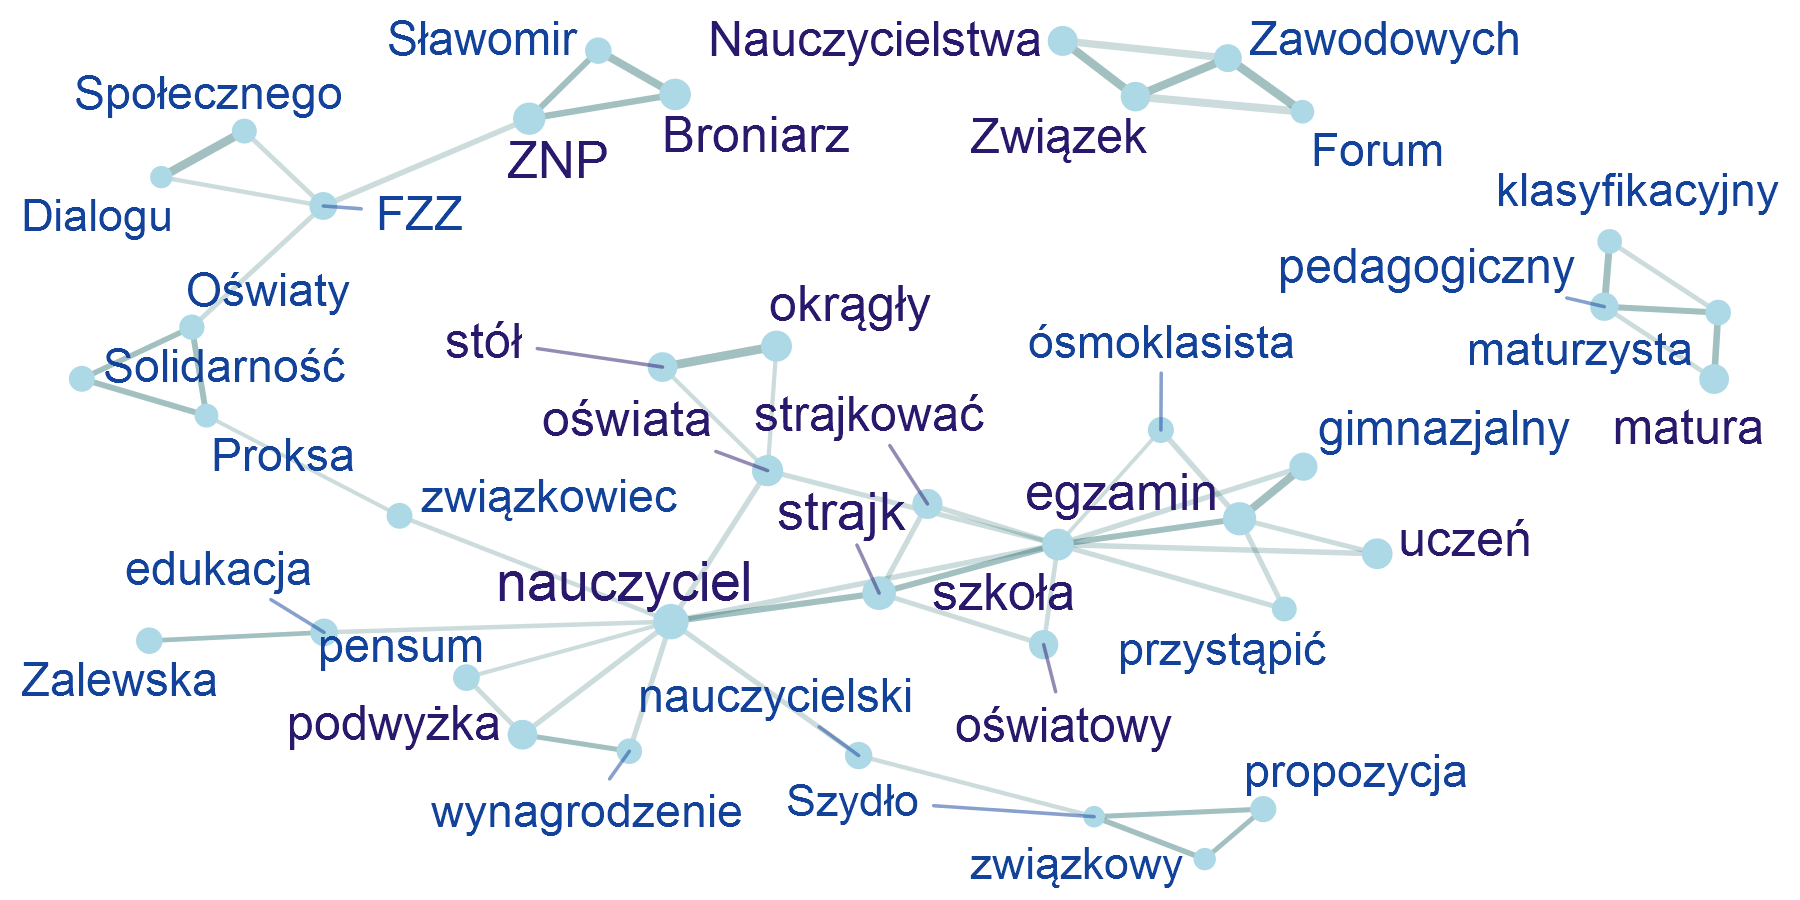 Sławomir
Nauczycielstwa
Zawodowych
Społecznego
ZNP
Broniarz
Związek
Forum
klasyfikacyjny
Dialogu
FZZ
pedagogiczny
Oświaty
okrągły
stół
ósmoklasista
maturzysta
Solidarność
oświata
strajkować
gimnazjalny
matura
Proksa
związkowiec
strajk
egzamin
uczeń
edukacja
nauczyciel
szkoła
pensum
przystąpić
Zalewska
nauczycielski
podwyżka
oświatowy
wynagrodzenie
Szydło
propozycja
związkowy